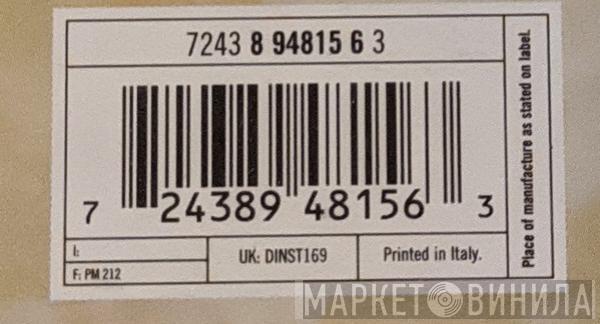 7243 8 94815 6 3
7 24389 48156 3
I:
F: PM 212
UK: DINST169
Printed in Italy.
Place of manufacture as stated on label.
МАРКЕТ ВИНИЛА